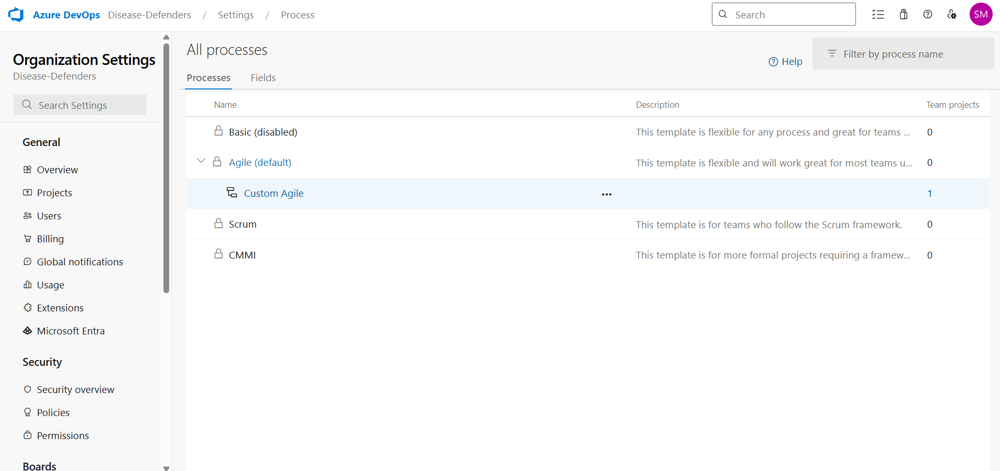 Azure DevOps Disease-Defenders / Settings / Process
Search
SM
Organization Settings
Disease-Defenders
Search Settings
General
Overview
Projects
Users
Billing
Global notifications
Usage
Extensions
Microsoft Entra
Security
Security overview
Policies
Permissions
Boards
All processes
Help
Filter by process name
Processes Fields
Name Description Team projects
Basic (disabled) This template is flexible for any process and great for teams ... 0
Agile (default) This template is flexible and will work great for most teams u... 0
Custom Agile ... 1
Scrum This template is for teams who follow the Scrum framework. 0
CMMI This template is for more formal projects requiring a framew... 0